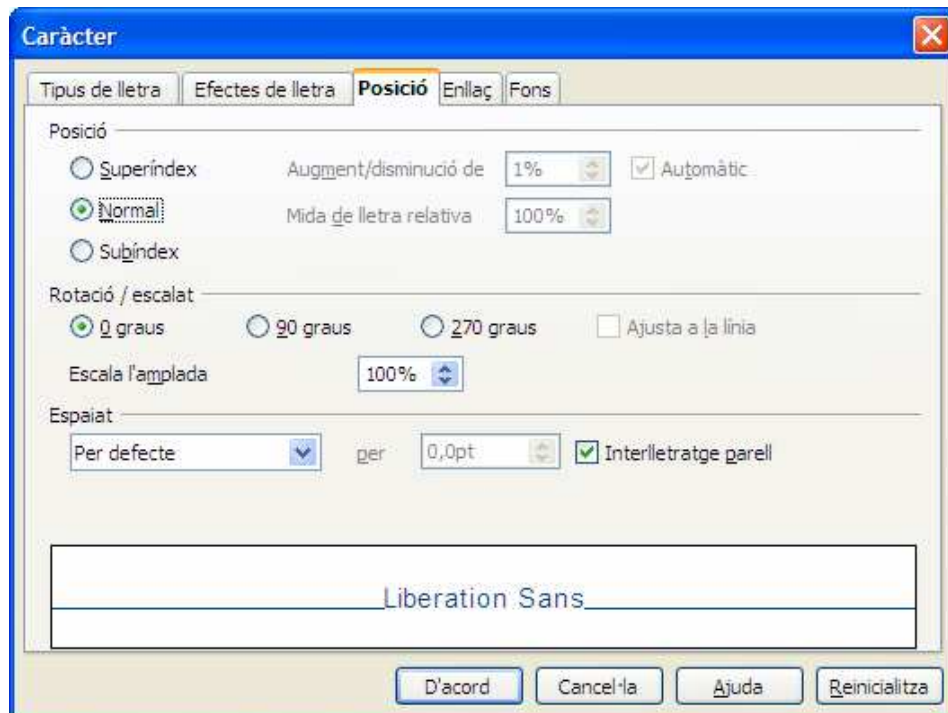 Caràcter
Tipus de lletra Efectes de lletra Posició Enllaç Fons
Posició
Superíndex Augment/disminució de 1% Automàtic
Normal Mida de lletra relativa 100%
Subíndex
Rotació / escalat
0 graus 90 graus 270 graus Ajusta a la línia
Escala l'amplada 100%
Espaiat
Per defecte per 0,0pt Interlletratge parell
Liberation Sans
D'acord Cancel·la Ajuda Reinicialitza